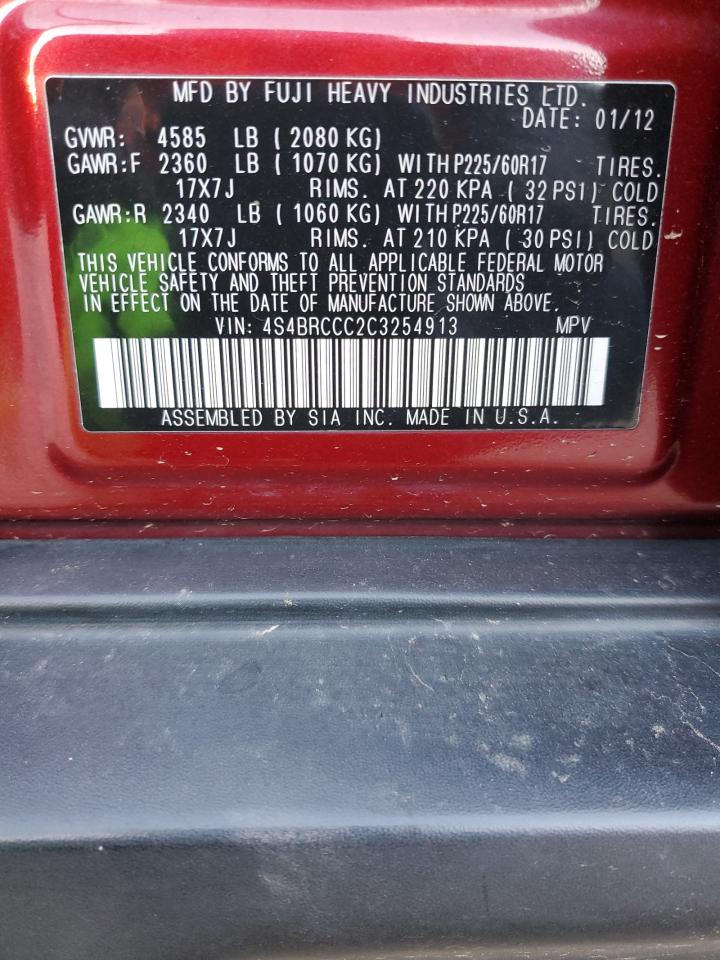 MFD BY FUJI HEAVY INDUSTRIES LTD.
DATE: 01/12
GVWR: 4585 LB ( 2080 KG)
GAWR:F 2360 LB ( 1070 KG) WITH P225/60R17 TIRES.
17X7J RIMS. AT 220 KPA ( 32 PSI) COLD
GAWR:R 2340 LB ( 1060 KG) WITH P225/60R17 TIRES.
17X7J RIMS. AT 210 KPA ( 30 PSI) COLD
THIS VEHICLE CONFORMS TO ALL APPLICABLE FEDERAL MOTOR
VEHICLE SAFETY AND THEFT PREVENTION STANDARDS
IN EFFECT ON THE DATE OF MANUFACTURE SHOWN ABOVE.
VIN: 4S4BRCCC2C3254913 MPV
ASSEMBLED BY SIA INC. MADE IN U.S.A.